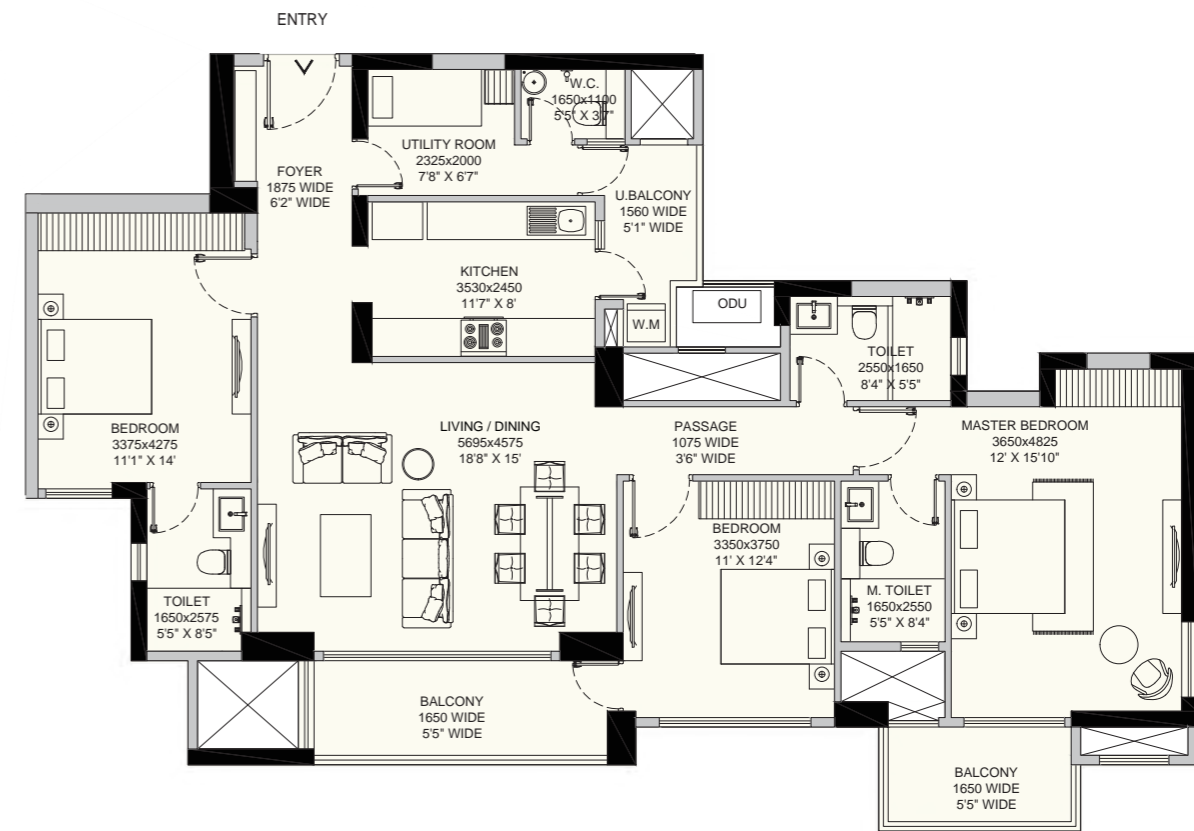 ENTRY
W.C.
1650x1100
5'5" X 3'7"
UTILITY ROOM
2325x2000
7'8" X 6'7"
FOYER
1875 WIDE
6'2" WIDE
U.BALCONY
1560 WIDE
5'1" WIDE
KITCHEN
3530x2450
11'7" X 8'
ODU
W.M
TOILET
2550x1650
8'4" X 5'5"
BEDROOM
3375x4275
11'1" X 14'
LIVING / DINING
5695x4575
18'8" X 15'
PASSAGE
1075 WIDE
3'6" WIDE
MASTER BEDROOM
3650x4825
12' X 15'10"
BEDROOM
3350x3750
11' X 12'4"
TOILET
1650x2575
5'5" X 8'5"
M. TOILET
1650x2550
5'5" X 8'4"
BALCONY
1650 WIDE
5'5" WIDE
BALCONY
1650 WIDE
5'5" WIDE